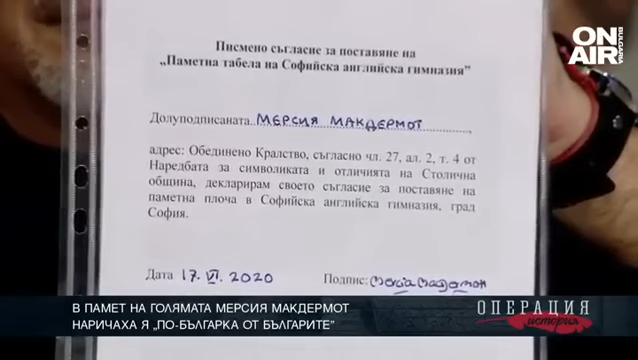 ON
AIR
BULGARIA
Писмено съгласие за поставяне на
„Паметна табела на Софийска английска гимназия”
Долуподписаната МЕРСИЯ МАКДЕРМОТ
адрес: Обединено Кралство, съгласно чл. 27, ал. 2, т. 4 от
Наредбата за символиката и отличията на Столична
община, декларирам своето съгласие за поставяне на
паметна плоча в Софийска английска гимназия, град
София.
Дата 17. VI. 2020 Подпис:
В ПАМЕТ НА ГОЛЯМАТА МЕРСИЯ МАКДЕРМОТ
НАРИЧАХА Я „ПО-БЪЛГАРКА ОТ БЪЛГАРИТЕ”
ОПЕРАЦИЯ
история